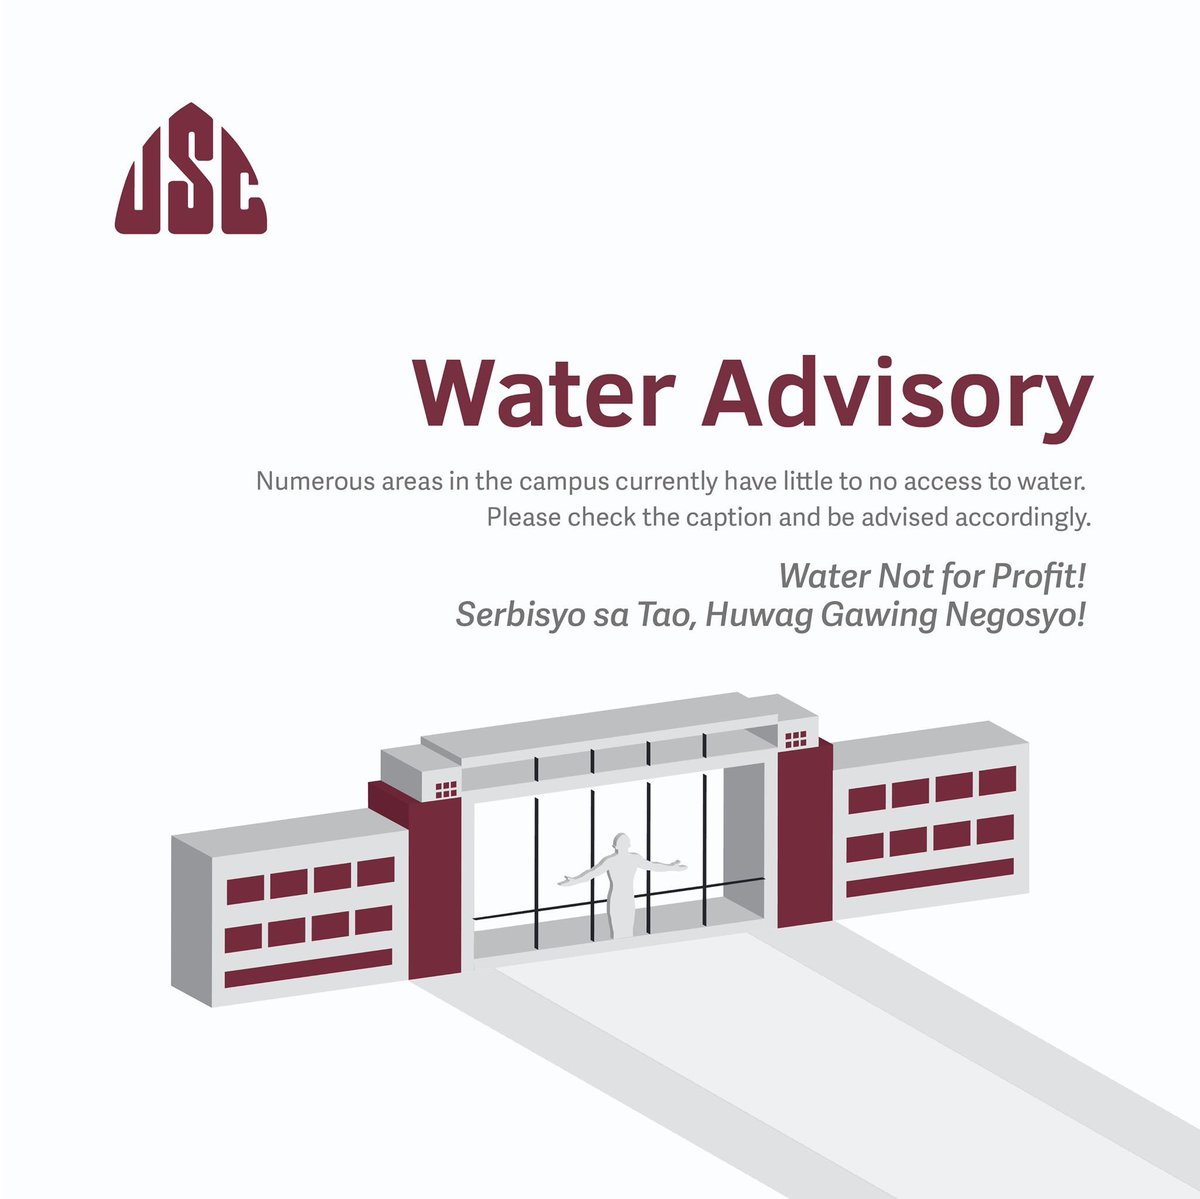 USC
Water Advisory
Numerous areas in the campus currently have little to no access to water.
Please check the caption and be advised accordingly.
Water Not for Profit!
Serbisyo sa Tao, Huwag Gawing Negosyo!